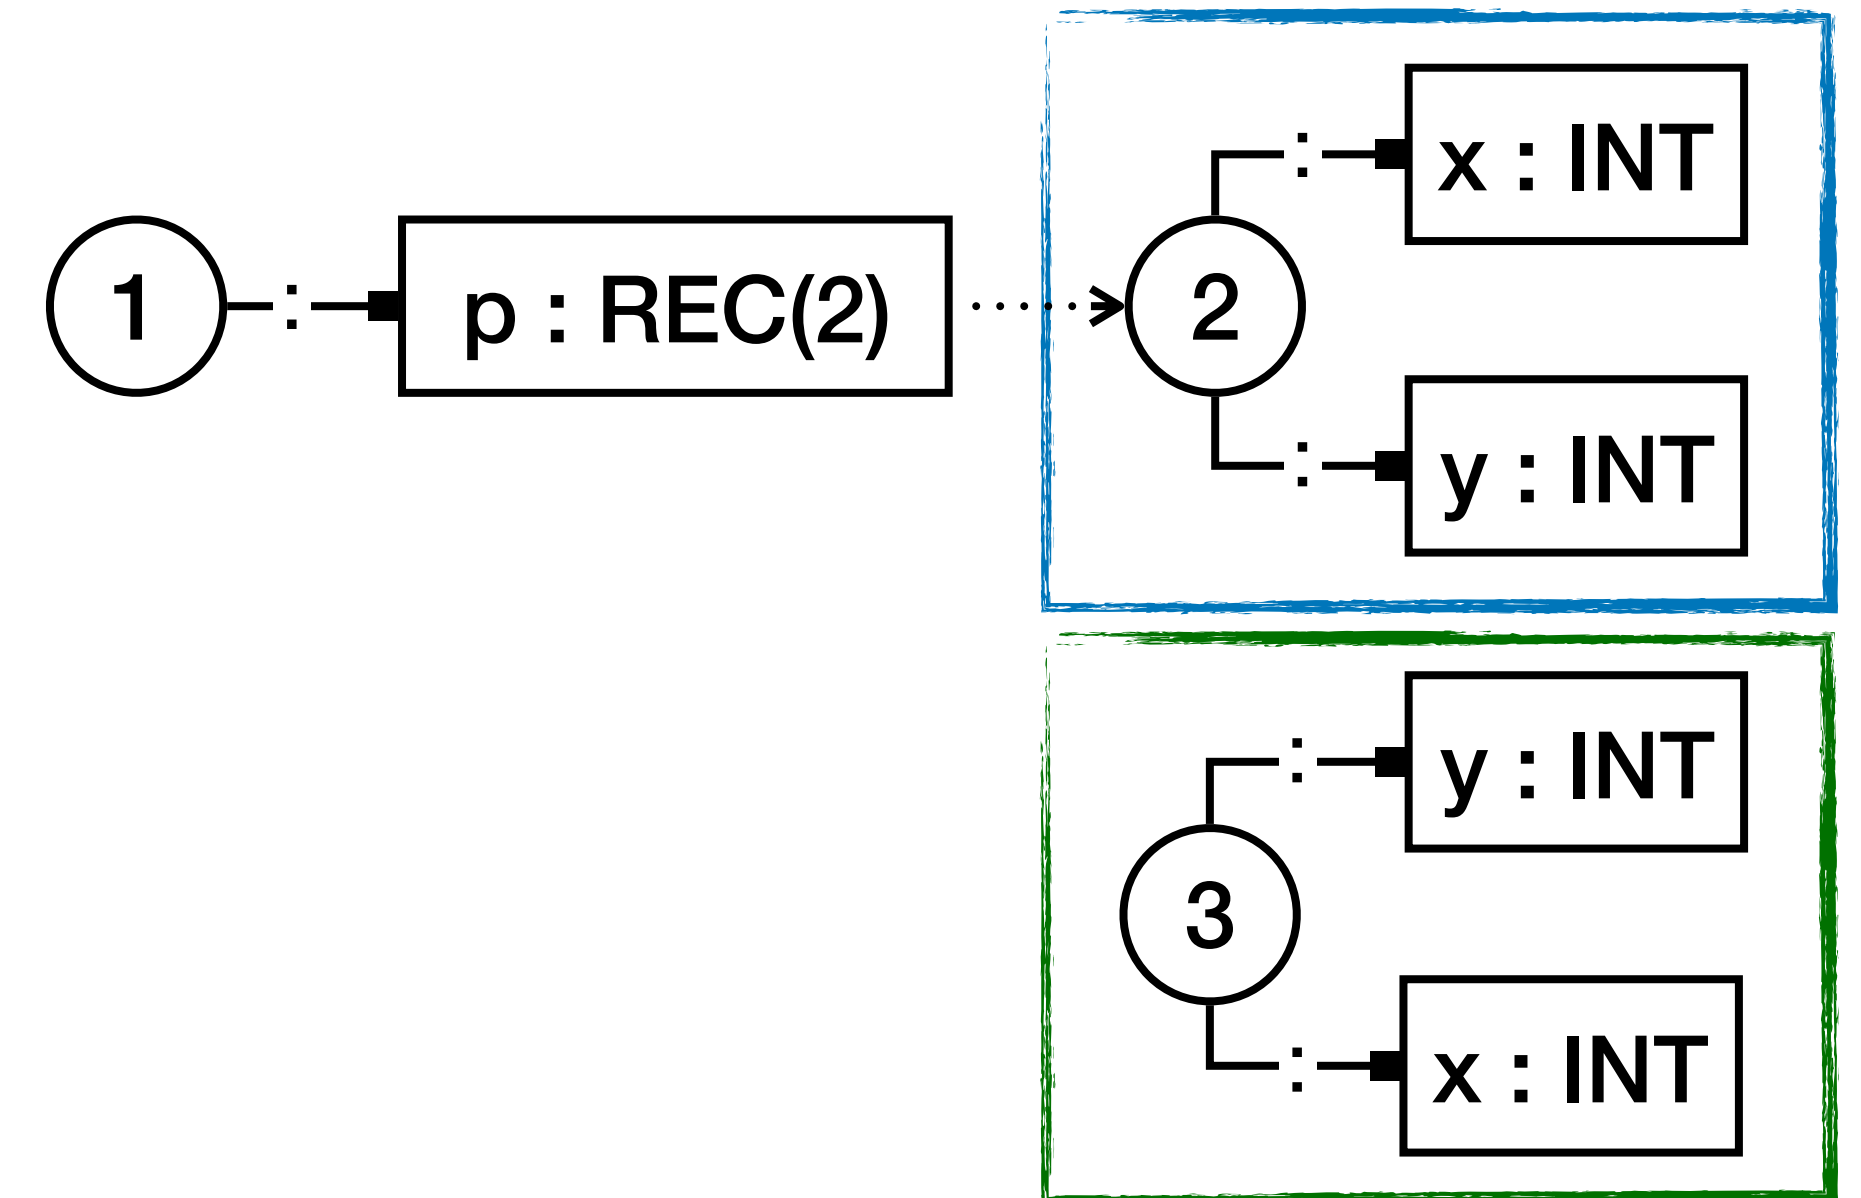 x : INT
:
1
:
p : REC(2)
2
:
y : INT
y : INT
:
3
:
x : INT